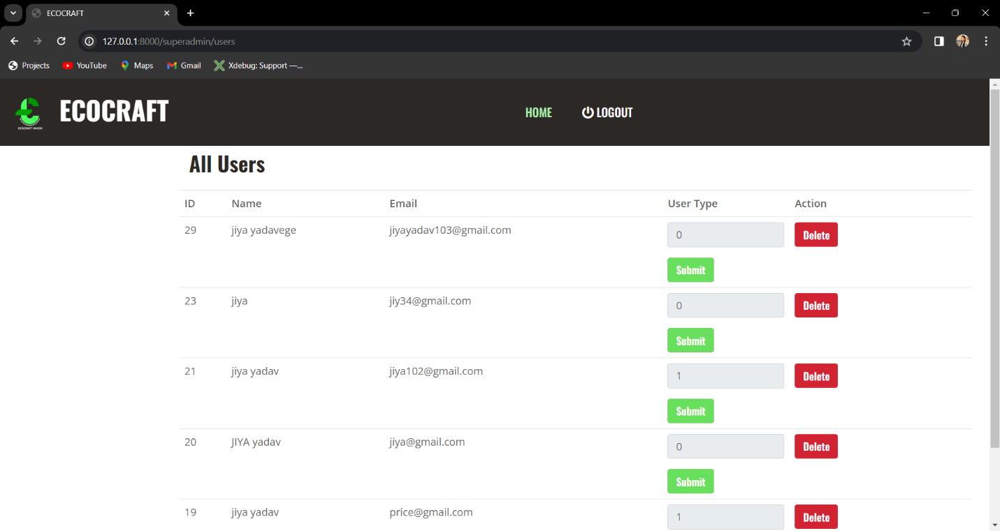 ECOCRAFT
127.0.0.1:8000/superadmin/users
Projects YouTube Maps Gmail Xdebug: Support —...
ECOCRAFT HAVEN
ECOCRAFT HOME LOGOUT
All Users
ID Name Email User Type Action
29 jiya yadavege jiyayadav103@gmail.com 0 Delete
Submit
23 jiya jiy34@gmail.com 0 Delete
Submit
21 jiya yadav jiya102@gmail.com 1 Delete
Submit
20 JIYA yadav jiya@gmail.com 0 Delete
Submit
19 jiya yadav price@gmail.com 1 Delete